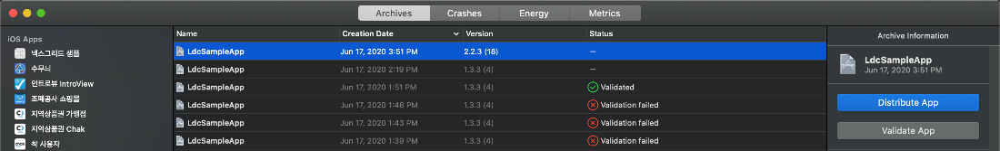 Archives Crashes Energy Metrics
iOS Apps
넥스그리드 샘플
수무늬
인트로뷰 IntroView
조폐공사 쇼핑몰
지역상품권 가맹점
지역상품권 Chak
착 사용자
Name Creation Date Version Status
LdcSampleApp Jun 17, 2020 3:51 PM 2.2.3 (18) —
LdcSampleApp Jun 17, 2020 2:19 PM 1.3.3 (4) —
LdcSampleApp Jun 17, 2020 1:51 PM 1.3.3 (4) Validated
LdcSampleApp Jun 17, 2020 1:46 PM 1.3.3 (4) Validation failed
LdcSampleApp Jun 17, 2020 1:43 PM 1.3.3 (4) Validation failed
LdcSampleApp Jun 17, 2020 1:39 PM 1.3.3 (4) Validation failed
Archive Information
LdcSampleApp
Jun 17, 2020 3:51 PM
Distribute App
Validate App